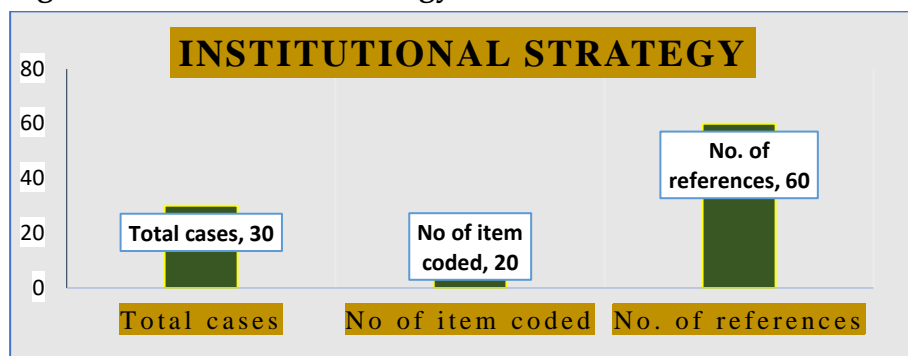 INSTITUTIONAL STRATEGY
80
60
40
20
0
Total cases, 30
No of item
coded, 20
No. of
references, 60
Total cases
No of item coded
No. of references